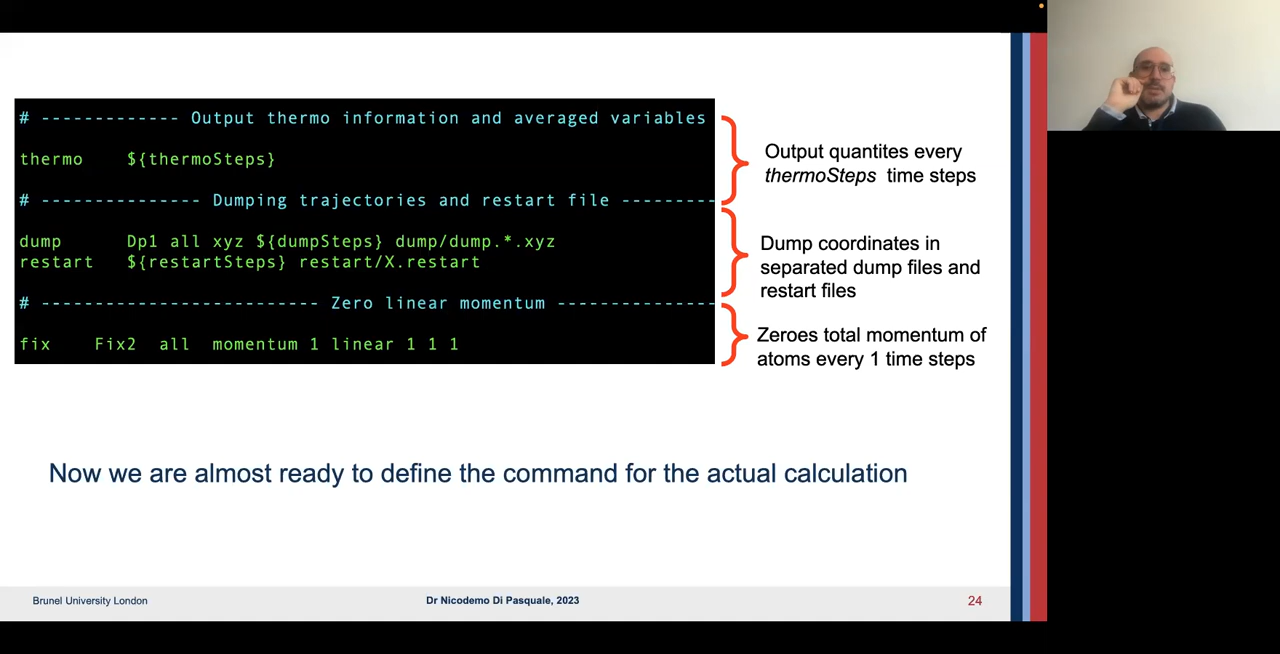 # ------------- Output thermo information and averaged variables
thermo ${thermoSteps}
# --------------- Dumping trajectories and restart file ---------
dump Dp1 all xyz ${dumpSteps} dump/dump.*.xyz
restart ${restartSteps} restart/X.restart
# -------------------------- Zero linear momentum ---------------
fix Fix2 all momentum 1 linear 1 1 1
Output quantites every
thermoSteps time steps
Dump coordinates in
separated dump files and
restart files
Zeroes total momentum of
atoms every 1 time steps
Now we are almost ready to define the command for the actual calculation
Brunel University London
Dr Nicodemo Di Pasquale, 2023
24